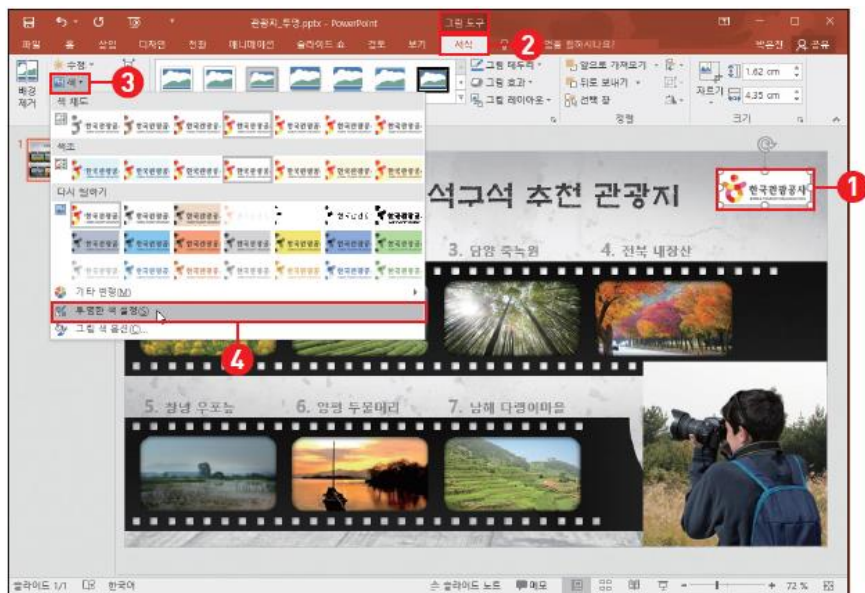 관광지_투명.pptx - PowerPoint
그림 도구
파일 홈 삽입 디자인 전환 애니메이션 슬라이드 쇼 검토 보기 서식
박은진 공유
2
수정
배경 제거
색
3
그림 테두리
그림 효과
그림 레이아웃
앞으로 가져오기
뒤로 보내기
선택 창
자르기
1.62 cm
4.35 cm
정렬
크기
색 채도
색조
다시 칠하기
기타 변형(M)
투명한 색 설정(S)
그림 색 옵션(C)...
4
1
석구석 추천 관광지
한국관광공사
1
3. 담양 죽녹원
4. 전북 내장산
5. 창녕 우포늪
6. 양평 두물머리
7. 남해 다랭이마을
슬라이드 1/1 한국어
슬라이드 노트 메모
72 %